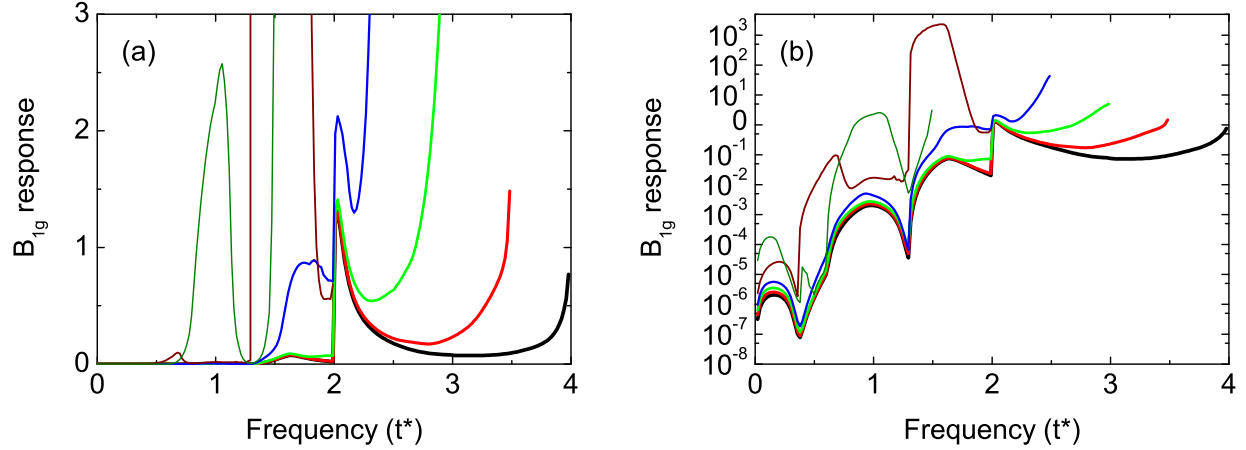 (a)
B1g response
3
2
1
0
0 1 2 3 4
Frequency (t*)
(b)
B1g response
10^3
10^2
10^1
10^0
10^-1
10^-2
10^-3
10^-4
10^-5
10^-6
10^-7
10^-8
0 1 2 3 4
Frequency (t*)